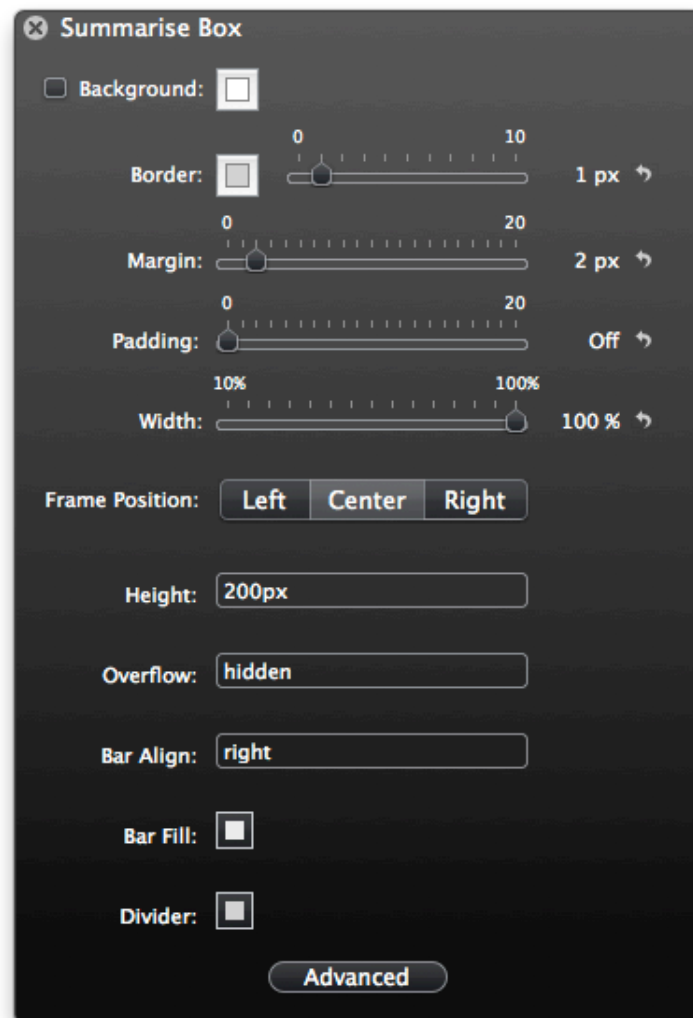 Summarise Box
Background:
0 10
Border: 1 px
0 20
Margin: 2 px
0 20
Padding: Off
10% 100%
Width: 100 %
Frame Position: Left Center Right
Height: 200px
Overflow: hidden
Bar Align: right
Bar Fill:
Divider:
Advanced